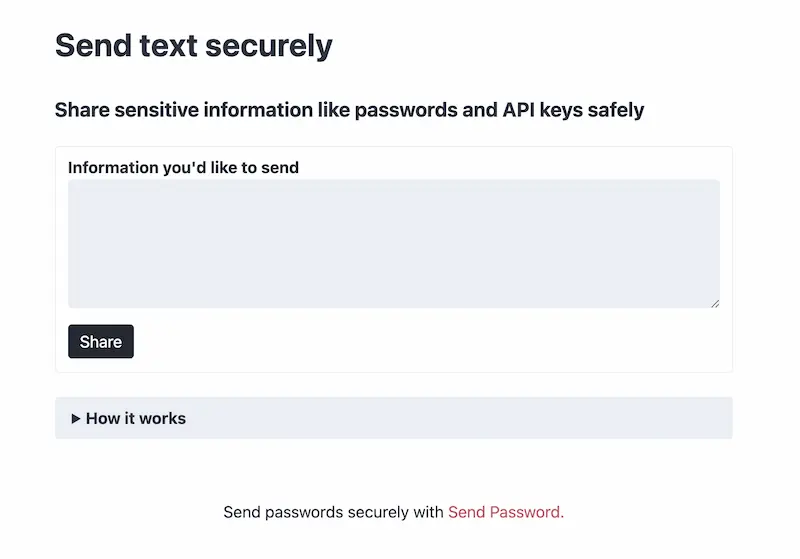 Send text securely
Share sensitive information like passwords and API keys safely
Information you'd like to send
Share
How it works
Send passwords securely with Send Password.